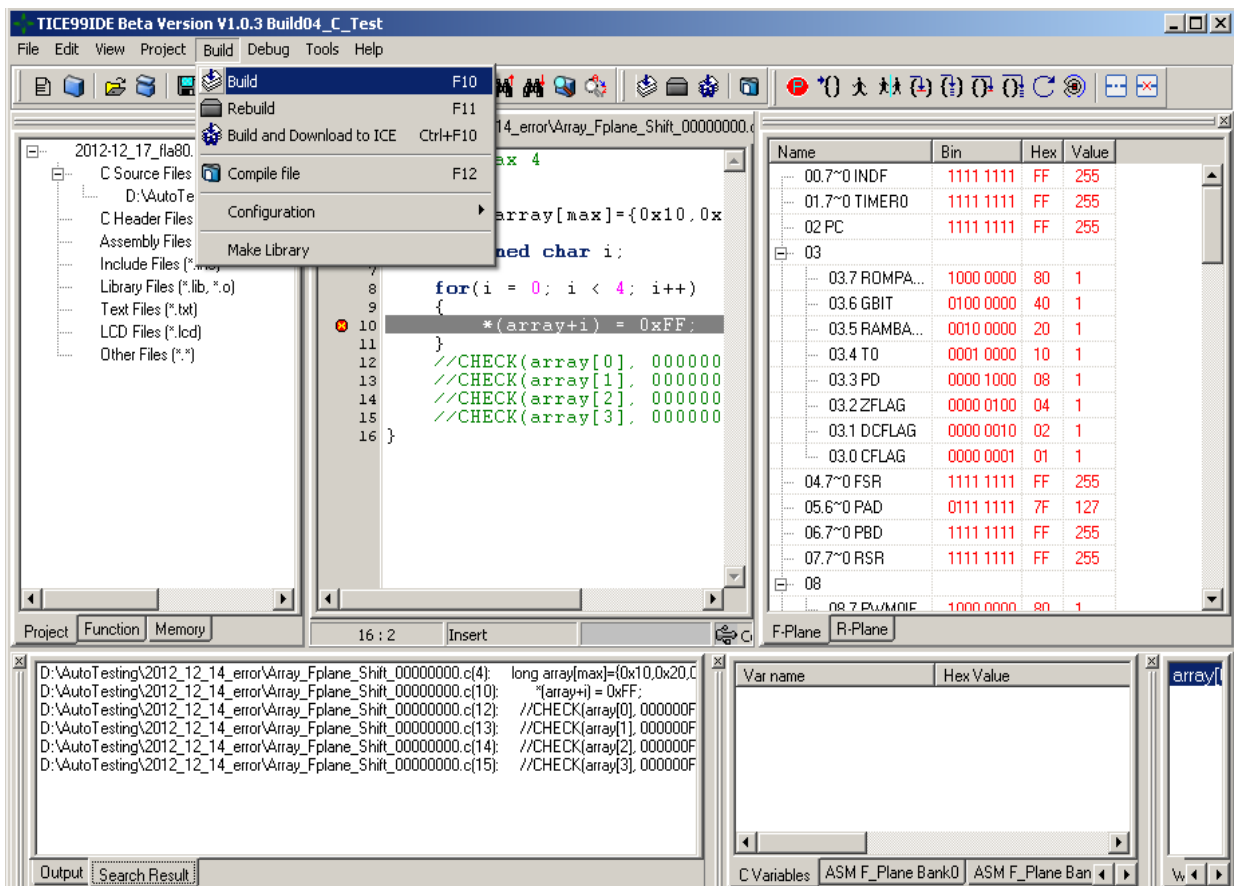 TICE99IDE Beta Version V1.0.3 Build04_C_Test
File Edit View Project Build Debug Tools Help
Build F10
Rebuild F11
Build and Download to ICE Ctrl+F10
Compile file F12
Configuration
Make Library
2012-12_17_fla80.
C Source Files
D:\AutoTe
C Header Files
Assembly Files
Include Files (*.inc)
Library Files (*.lib, *.o)
Text Files (*.txt)
LCD Files (*.lcd)
Other Files (*.*)
Project Function Memory
14_error\Array_Fplane_Shift_00000000.c
ax 4
array[max]={0x10,0x
ned char i;
7
8 for(i = 0; i < 4; i++)
9 {
10 *(array+i) = 0xFF;
11 }
12 //CHECK(array[0], 000000
13 //CHECK(array[1], 000000
14 //CHECK(array[2], 000000
15 //CHECK(array[3], 000000
16 }
16 : 2 Insert
Name Bin Hex Value
00.7~0 INDF 1111 1111 FF 255
01.7~0 TIMER0 1111 1111 FF 255
02 PC 1111 1111 FF 255
03
03.7 ROMPA... 1000 0000 80 1
03.6 GBIT 0100 0000 40 1
03.5 RAMBA... 0010 0000 20 1
03.4 T0 0001 0000 10 1
03.3 PD 0000 1000 08 1
03.2 ZFLAG 0000 0100 04 1
03.1 DCFLAG 0000 0010 02 1
03.0 CFLAG 0000 0001 01 1
04.7~0 FSR 1111 1111 FF 255
05.6~0 PAD 0111 1111 7F 127
06.7~0 PBD 1111 1111 FF 255
07.7~0 RSR 1111 1111 FF 255
08
08.7 PWM0IF 1000 0000 80 1
F-Plane R-Plane
D:\AutoTesting\2012_12_14_error\Array_Fplane_Shift_00000000.c(4): long array[max]={0x10,0x20,0
D:\AutoTesting\2012_12_14_error\Array_Fplane_Shift_00000000.c(10): *(array+i) = 0xFF;
D:\AutoTesting\2012_12_14_error\Array_Fplane_Shift_00000000.c(12): //CHECK(array[0], 000000F
D:\AutoTesting\2012_12_14_error\Array_Fplane_Shift_00000000.c(13): //CHECK(array[1], 000000F
D:\AutoTesting\2012_12_14_error\Array_Fplane_Shift_00000000.c(14): //CHECK(array[2], 000000F
D:\AutoTesting\2012_12_14_error\Array_Fplane_Shift_00000000.c(15): //CHECK(array[3], 000000F
Output Search Result
Var name Hex Value
C Variables ASM F_Plane Bank0 ASM F_Plane Ban
array[